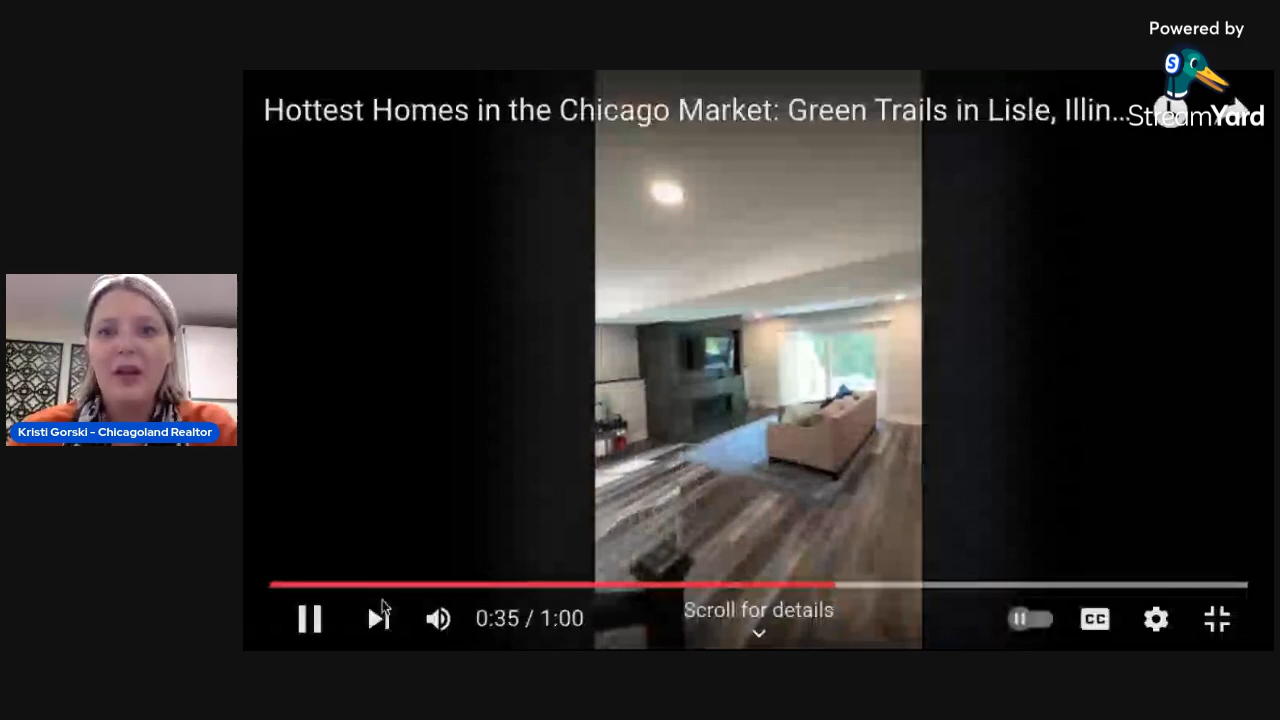 Powered by
S
StreamYard
Hottest Homes in the Chicago Market: Green Trails in Lisle, Illin...
Kristi Gorski - Chicagoland Realtor
0:35 / 1:00
Scroll for details
CC